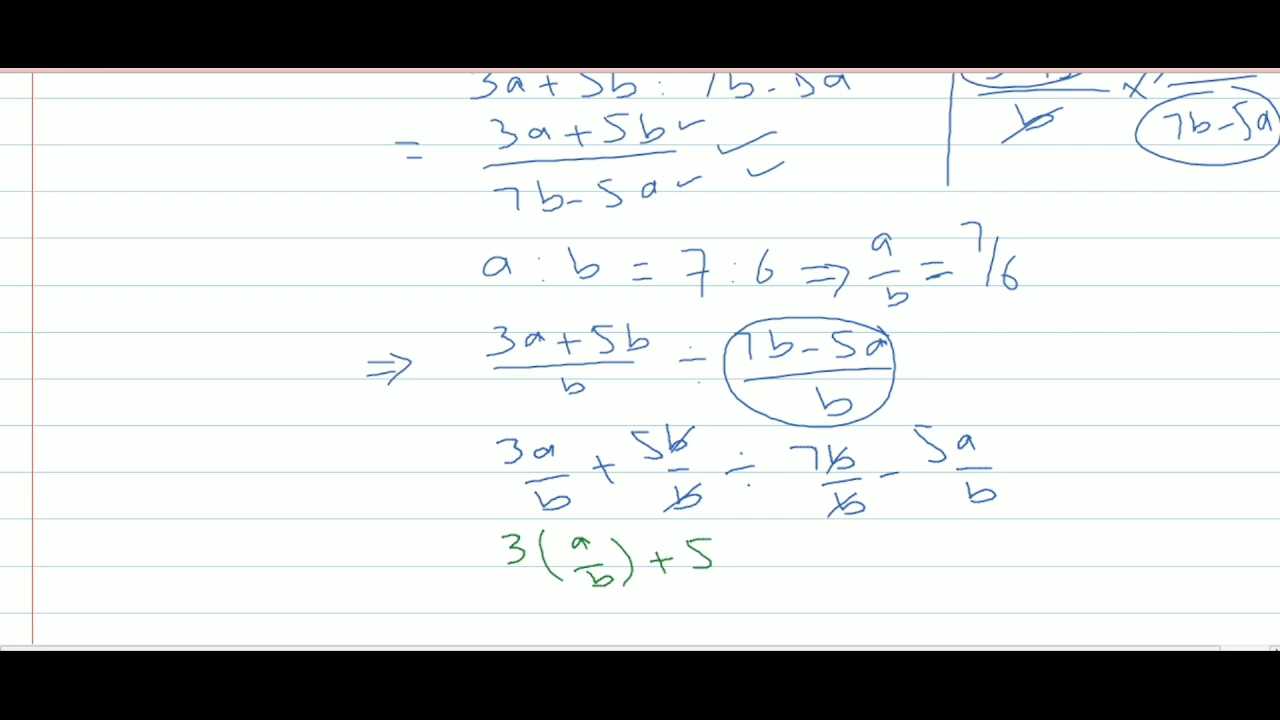 3a + 5b : 7b - 5a
= (3a + 5b)/(7b - 5a) ✓ ✓
a : b = 7 : 6 ⇒ a/b = 7/6
⇒ (3a + 5b)/b ÷ (7b - 5a)/b
3a/b + 5b/b ÷ 7b/b - 5a/b
3(a/b) + 5
b × 
7b - 5a